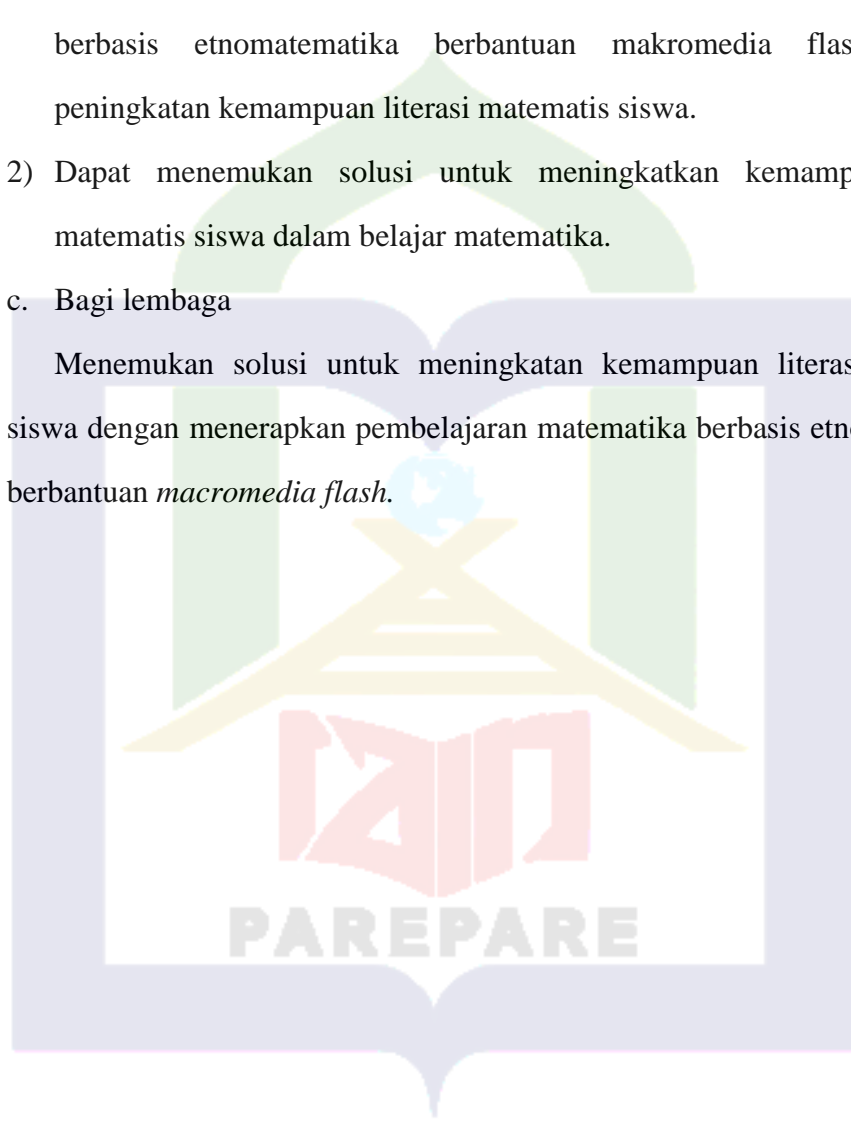 berbasis etnomatematika berbantuan makromedia flas
peningkatan kemampuan literasi matematis siswa.
2) Dapat menemukan solusi untuk meningkatkan kemamp
matematis siswa dalam belajar matematika.
c. Bagi lembaga
Menemukan solusi untuk meningkatan kemampuan literas
siswa dengan menerapkan pembelajaran matematika berbasis etn
berbantuan macromedia flash.
PAREPARE